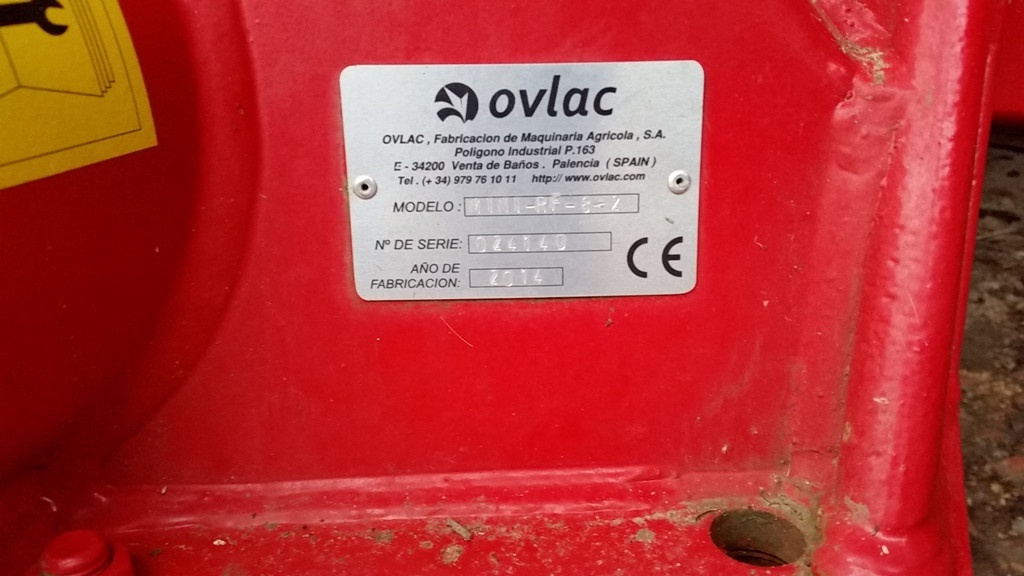 ovlac
OVLAC , Fabricacion de Maquinaria Agricola , S.A.
Poligono Industrial P.163
E - 34200 Venta de Baños . Palencia ( SPAIN )
Tel . (+ 34) 979 76 10 11 http:// www.ovlac.com
MODELO :
Nº DE SERIE: 024140
AÑO DE
FABRICACION: 2014
CE